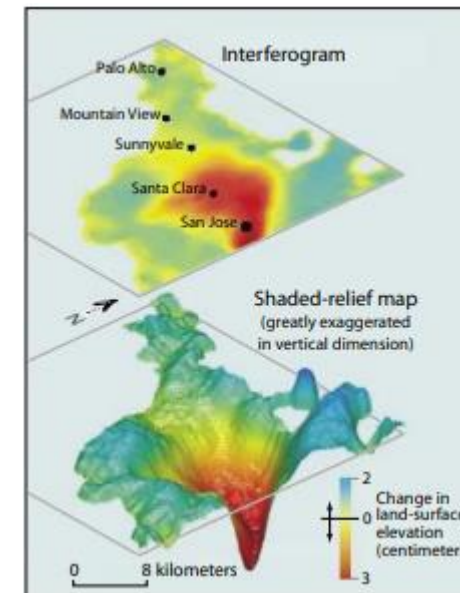 Interferogram
Palo Alto
Mountain View
Sunnyvale
Santa Clara
San Jose
N
Shaded-relief map
(greatly exaggerated
in vertical dimension)
2
0
3
Change in
land-surface
elevation
(centimeter
0 8 kilometers